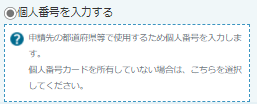 個人番号を入力する
申請先の都道府県等で使用するため個人番号を入力しま
す。
個人番号カードを所有していない場合は、こちらを選択
してください。